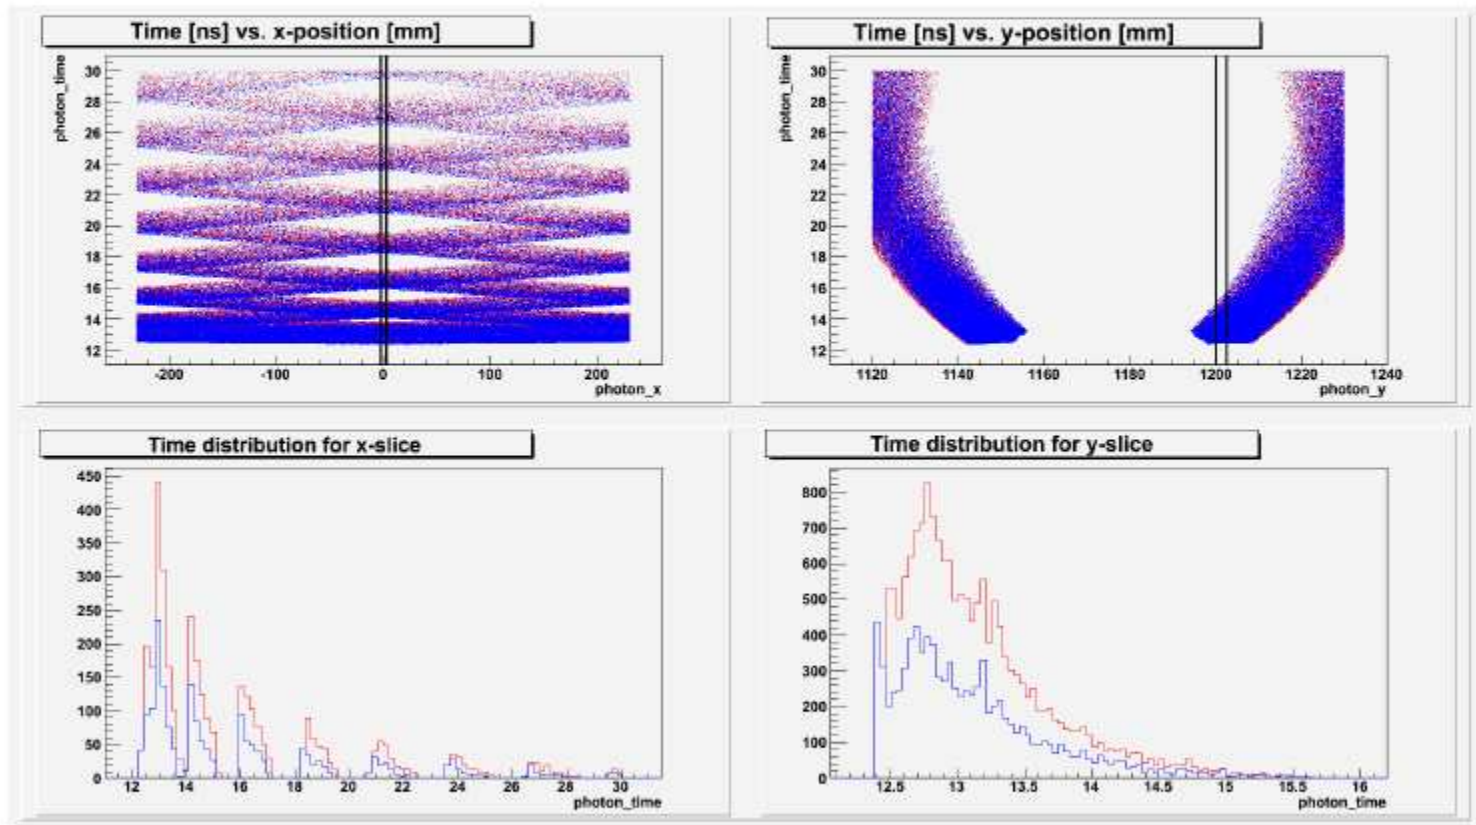 Time [ns] vs. x-position [mm]
photon_time
30
28
26
24
22
20
18
16
14
12
-200 -100 0 100 200
photon_x
Time [ns] vs. y-position [mm]
photon_time
30
28
26
24
22
20
18
16
14
12
1120 1140 1160 1180 1200 1220 1240
photon_y
Time distribution for x-slice
450
400
350
300
250
200
150
100
50
0
12 14 16 18 20 22 24 26 28 30
photon_time
Time distribution for y-slice
800
700
600
500
400
300
200
100
0
12.5 13 13.5 14 14.5 15 15.5 16
photon_time